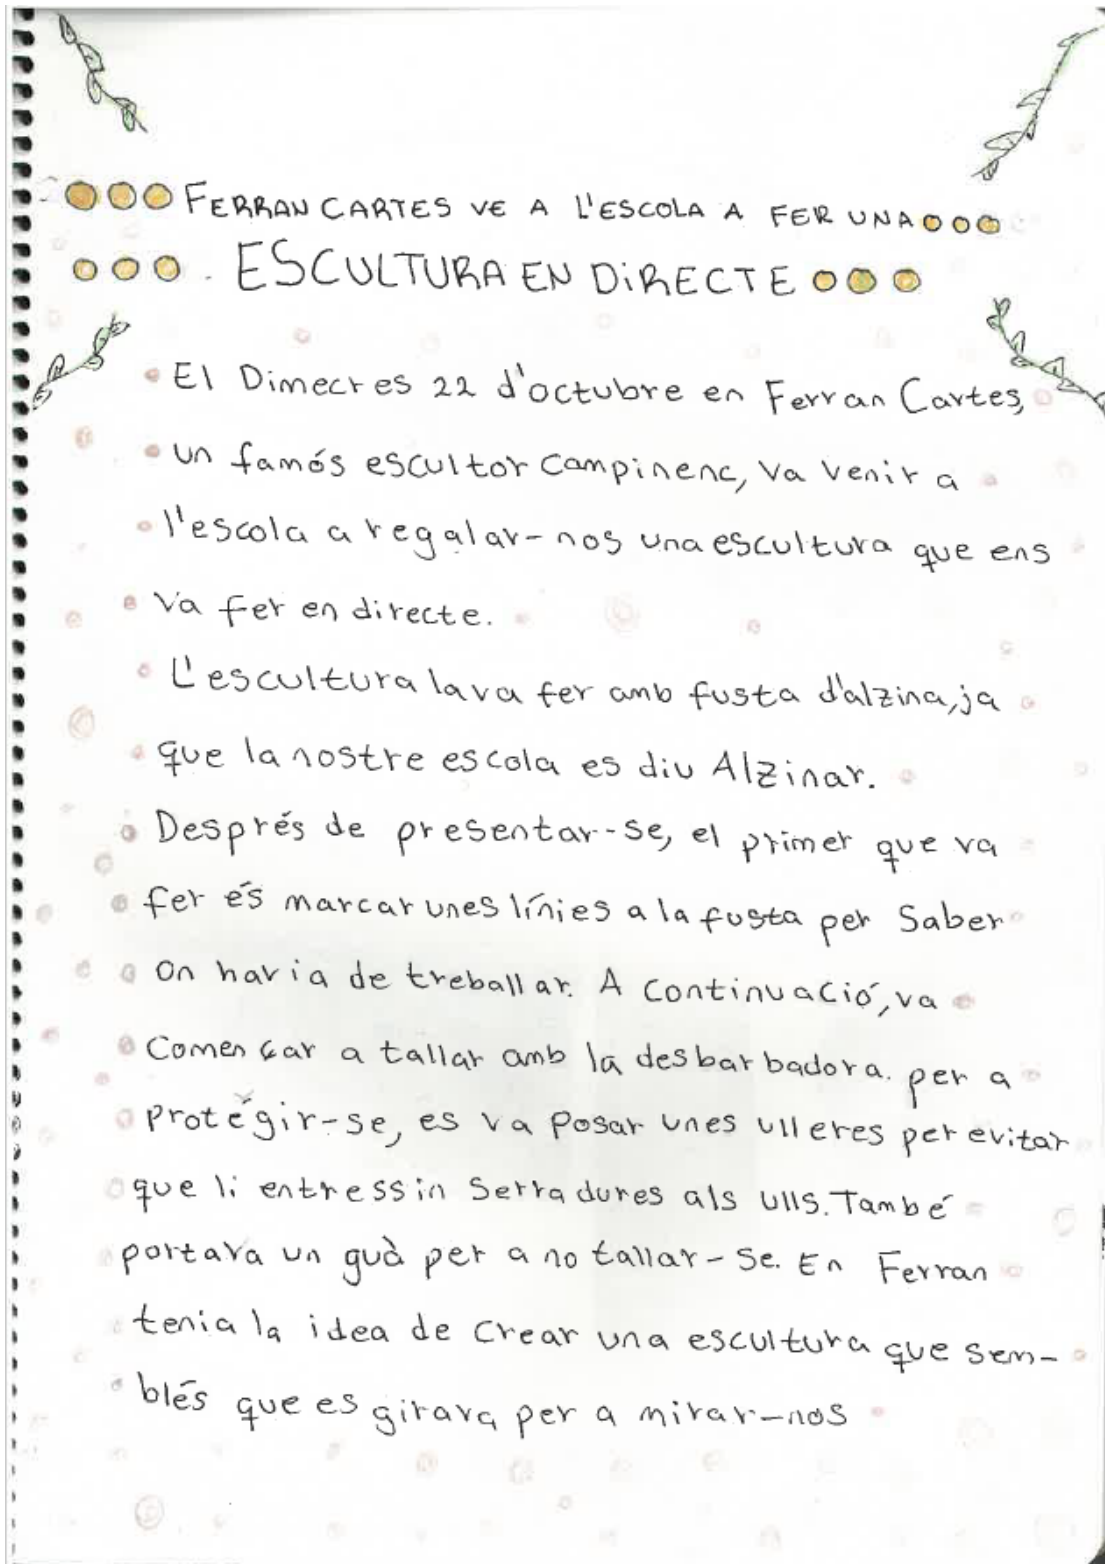 FERRAN CARTES VE A L'ESCOLA A FER UNA
ESCULTURA EN DiRECTE
El Dimecres 22 d'octubre en Ferran Cartes,
un famós escultor Campinenc, va venir a
l'escola a regalar-nos una escultura que ens
va fer en directe.
L'escultura la va fer amb fusta d'alzina, ja
que la nostre escola es diu Alzinar.
Després de presentar-se, el primer que va
fer és marcar unes línies a la fusta per Saber
On havia de treballar. A continuació, va
Començar a tallar amb la desbarbadora. per a
protégir-se, es va posar unes ulleres per evitar
que li entressin Serradures als ulls. També
portava un guà per a no tallar-se. En Ferran
tenia la idea de crear una escultura que sem-
blés que es girava per a mirar-nos